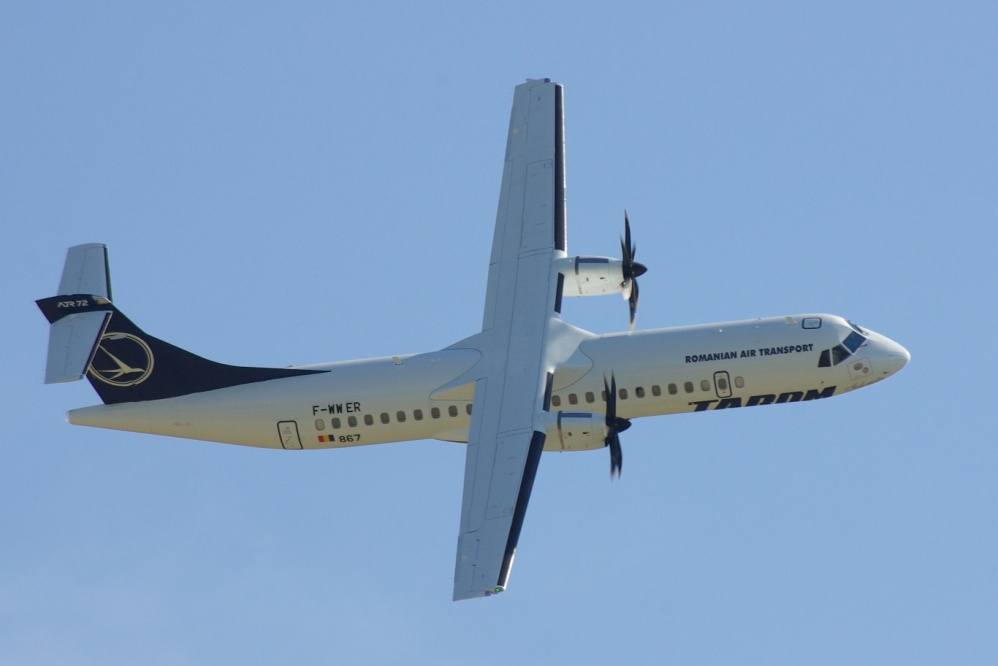 ATR 72
ROMANIAN AIR TRANSPORT
TAROM
F-WWER
867